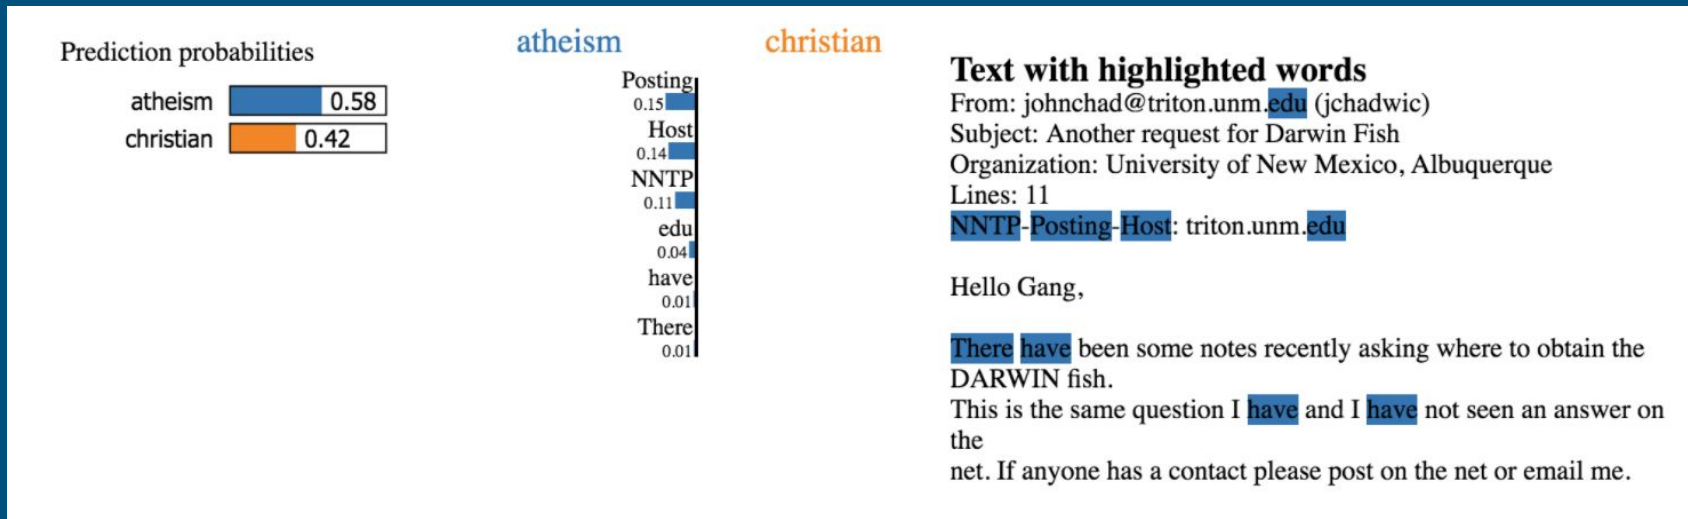 Prediction probabilities
atheism 0.58
christian 0.42
atheism christian
Posting
0.15
Host
0.14
NNTP
0.11
edu
0.04
have
0.01
There
0.01
Text with highlighted words
From: johnchad@triton.unm.edu (jchadwic)
Subject: Another request for Darwin Fish
Organization: University of New Mexico, Albuquerque
Lines: 11
NNTP-Posting-Host: triton.unm.edu
Hello Gang,
There have been some notes recently asking where to obtain the
DARWIN fish.
This is the same question I have and I have not seen an answer on
the
net. If anyone has a contact please post on the net or email me.